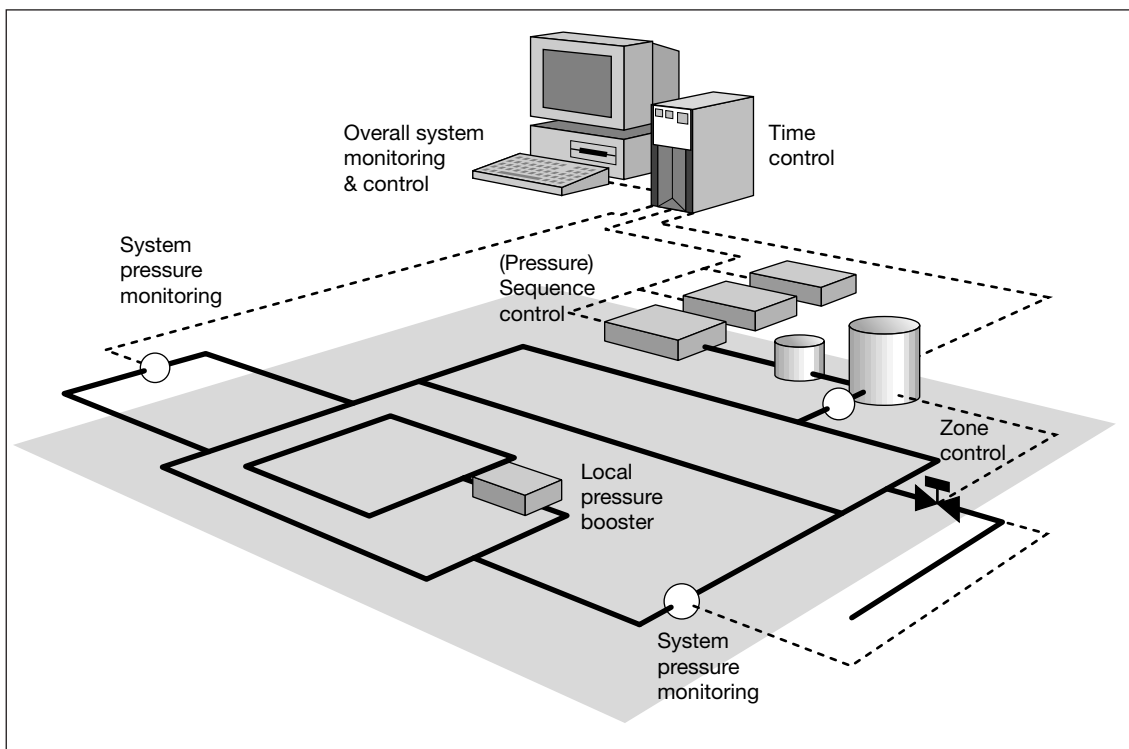 Overall system
monitoring
& control
Time
control
System
pressure
monitoring
(Pressure)
Sequence
control
Zone
control
Local
pressure
booster
System
pressure
monitoring